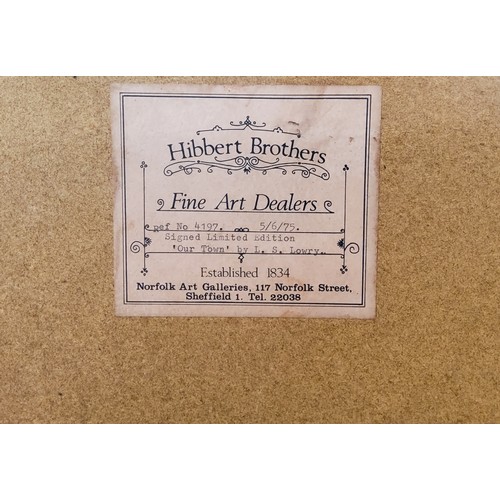 Hibbert Brothers
Fine Art Dealers
ref No 4197. 5/6/75.
Signed Limited Edition
'Our Town' by L. S. Lowry.
Established 1834
Norfolk Art Galleries, 117 Norfolk Street,
Sheffield 1. Tel. 22038